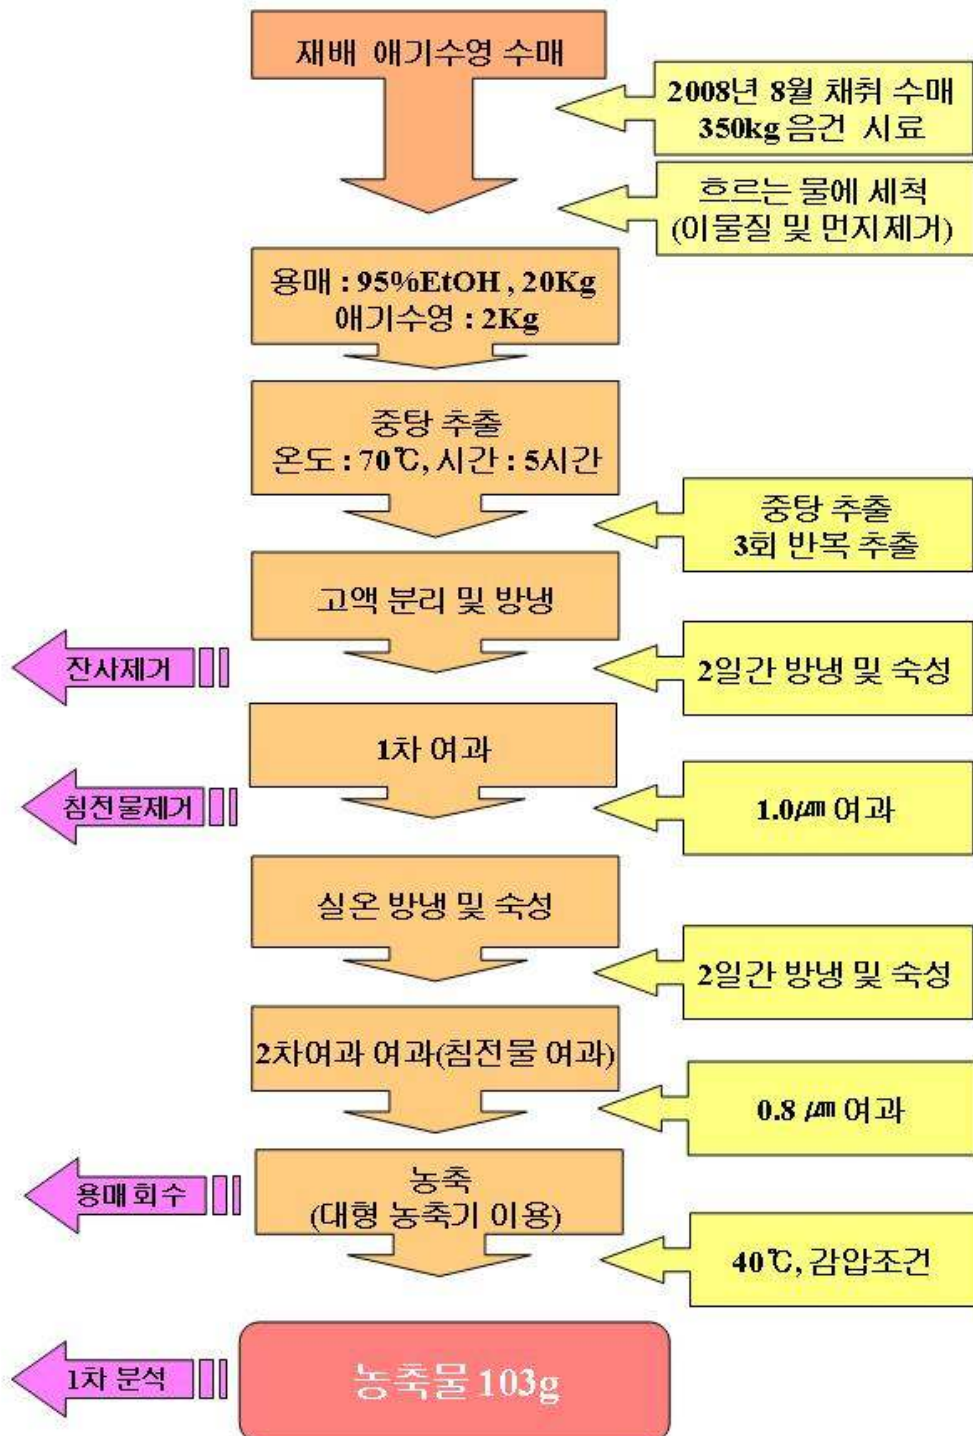 재배 애기수영 수매
2008년 8월 채취 수매
350kg 음건 시료
흐르는 물에 세척
(이물질 및 먼지제거)
용매 : 95%EtOH , 20Kg
애기수영 : 2Kg
중탕 추출
온도 : 70℃, 시간 : 5시간
중탕 추출
3회 반복 추출
고액 분리 및 방냉
잔사제거
2일간 방냉 및 숙성
1차 여과
침전물제거
1.0㎛ 여과
실온 방냉 및 숙성
2일간 방냉 및 숙성
2차여과 여과(침전물 여과)
0.8 ㎛ 여과
농축
(대형 농축기 이용)
용매 회수
40℃, 감압조건
농축물 103g
1차 분석